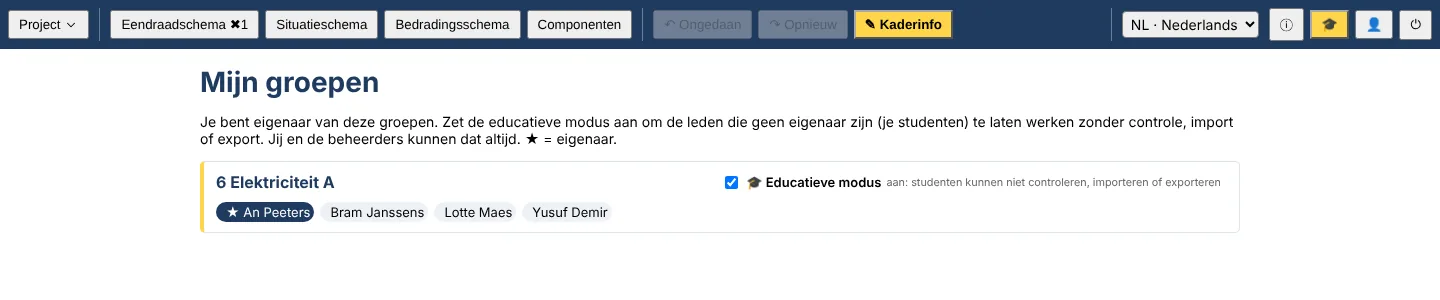 Project
Eendraadschema ✖1
Situatieschema
Bedradingsschema
Componenten
↶ Ongedaan
↷ Opnieuw
✎ Kaderinfo
NL · Nederlands
ⓘ
🎓
👤
⏻
Mijn groepen
Je bent eigenaar van deze groepen. Zet de educatieve modus aan om de leden die geen eigenaar zijn (je studenten) te laten werken zonder controle, import
of export. Jij en de beheerders kunnen dat altijd. ★ = eigenaar.
6 Elektriciteit A
🎓 Educatieve modus aan: studenten kunnen niet controleren, importeren of exporteren
★ An Peeters
Bram Janssens
Lotte Maes
Yusuf Demir